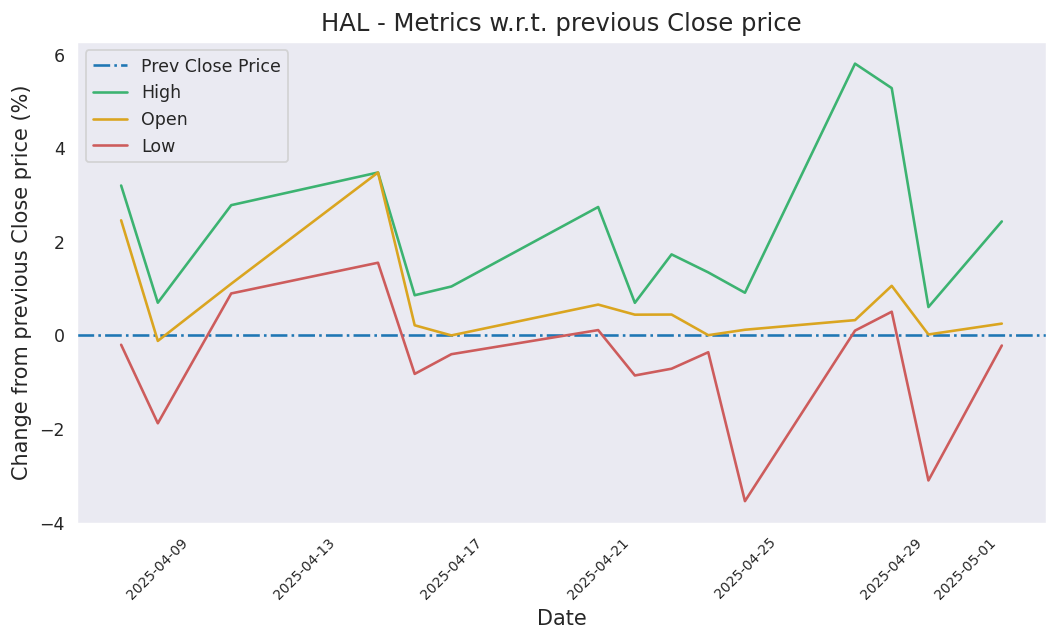 HAL - Metrics w.r.t. previous Close price
Change from previous Close price (%)
6
4
2
0
−2
−4
Prev Close Price
High
Open
Low
2025-04-09
2025-04-13
2025-04-17
2025-04-21
2025-04-25
2025-04-29
2025-05-01
Date